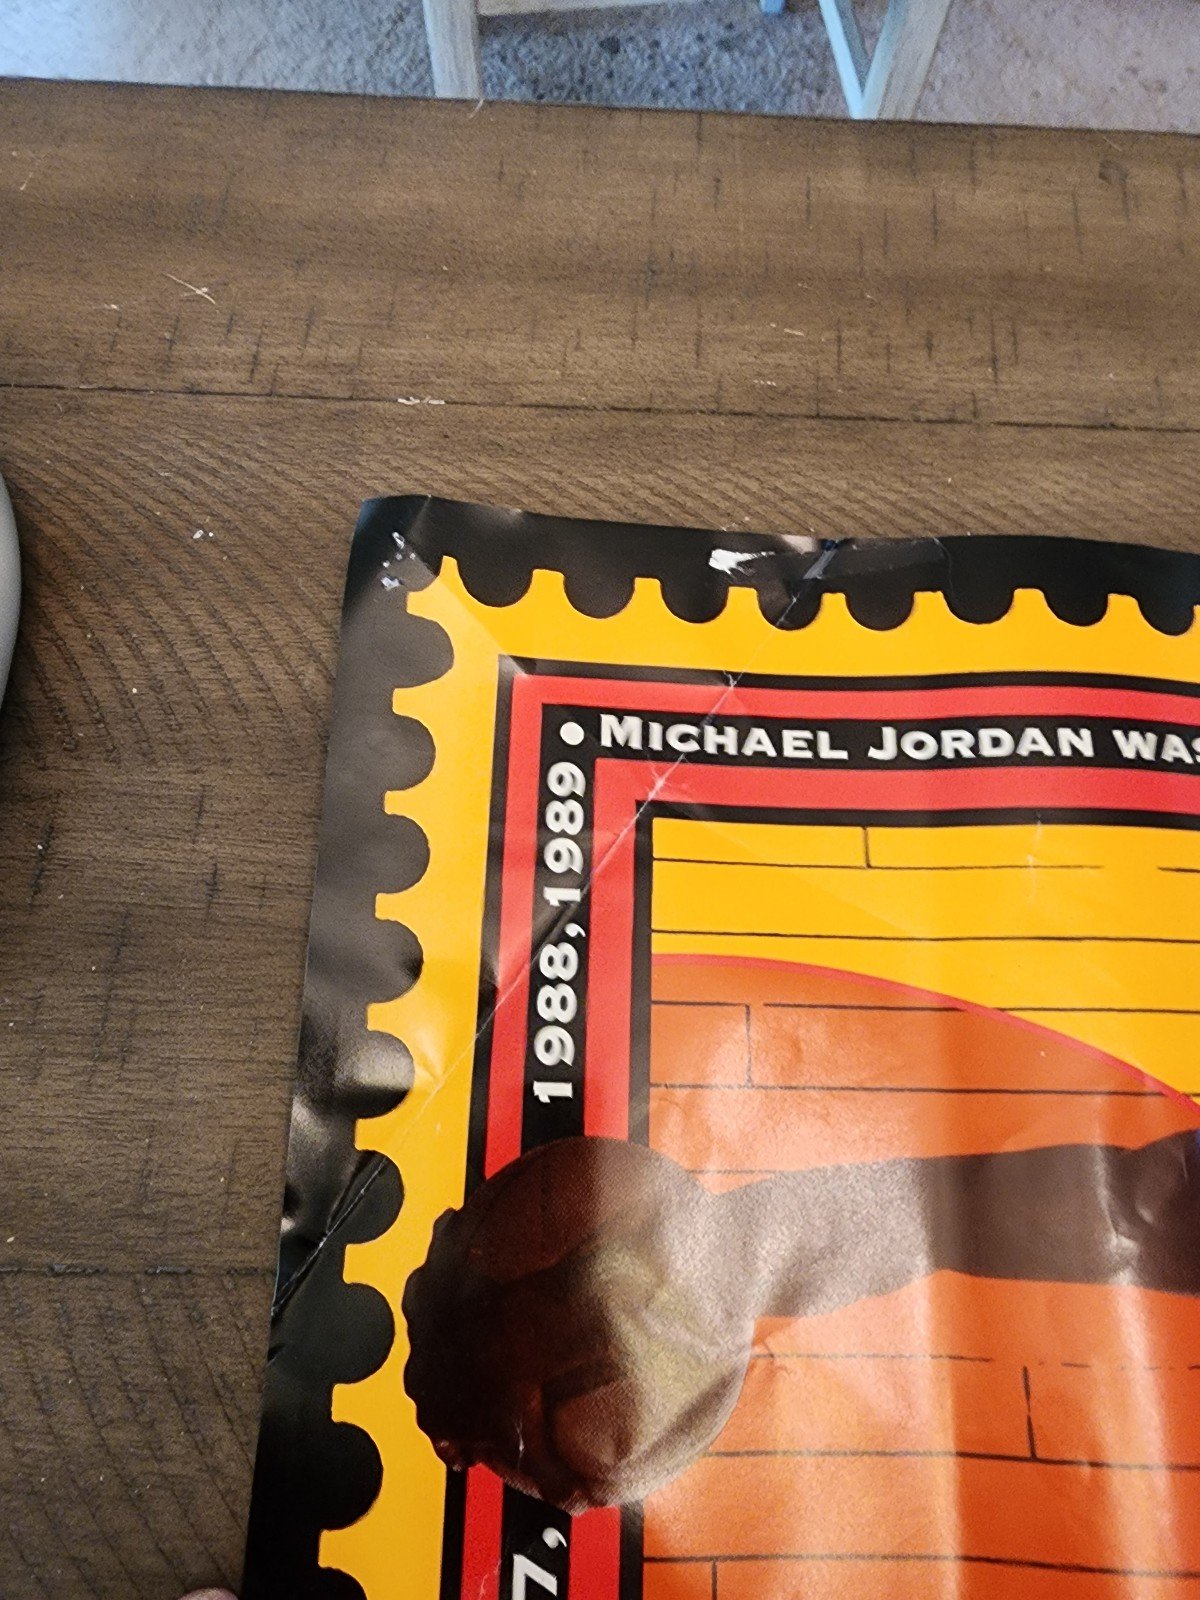 • MICHAEL JORDAN WAS
7, 1988, 1989